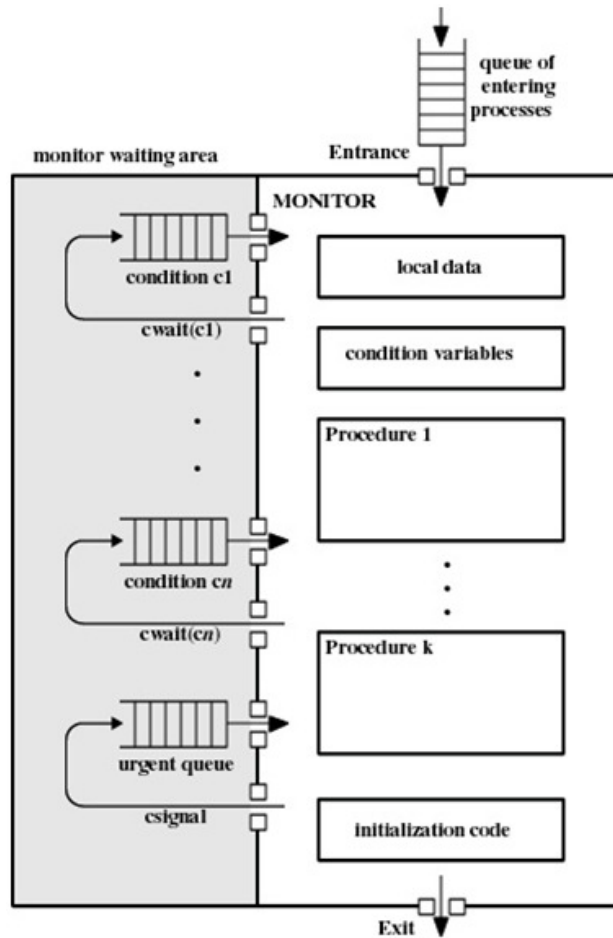 queue of
entering
processes
Entrance
monitor waiting area
MONITOR
condition c1
local data
cwait(c1)
condition variables
Procedure 1
condition cn
cwait(cn)
Procedure k
urgent queue
csignal
initialization code
Exit